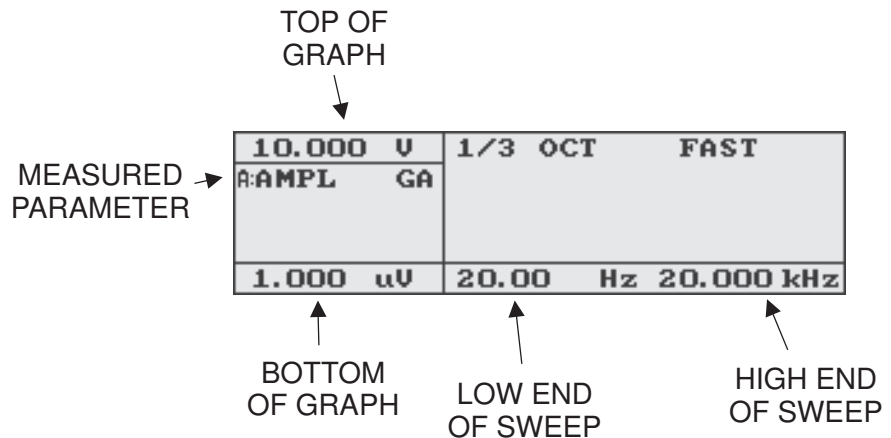 TOP OF
GRAPH
MEASURED
PARAMETER
10.000 V
1/3 OCT FAST
A:AMPL GA
1.000 uV
20.00 Hz 20.000 kHz
BOTTOM
OF GRAPH
LOW END
OF SWEEP
HIGH END
OF SWEEP